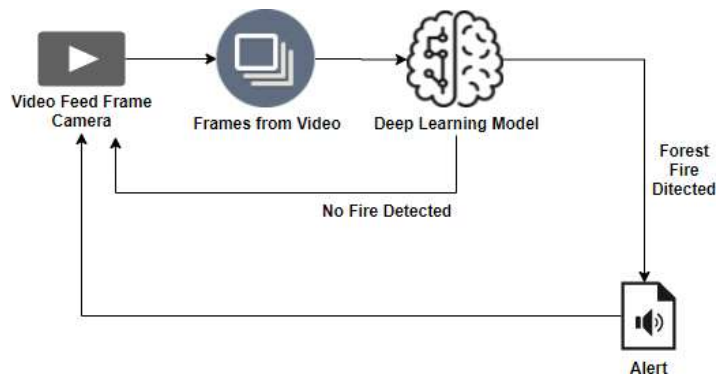 Video Feed Frame
Camera
Frames from Video
Deep Learning Model
Forest
Fire
Ditected
No Fire Detected
Alert